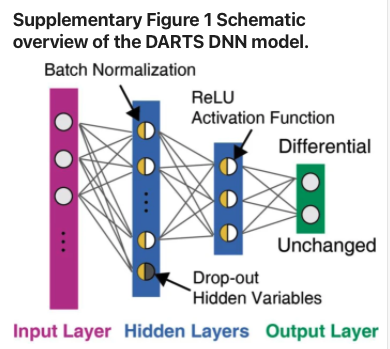 Supplementary Figure 1 Schematic
overview of the DARTS DNN model.
Batch Normalization
ReLU
Activation Function
Differential
Unchanged
Drop-out
Hidden Variables
Input Layer Hidden Layers Output Layer